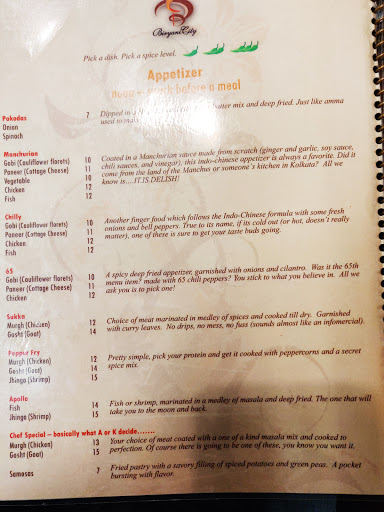 Biryani City
Pick a dish. Pick a spice level.
Appetizer
before a meal
Pakodas 7 Dipped in a batter mix and deep fried. Just like amma
Onion used to
Spinach
Manchurian
Gobi (Cauliflower florets) 10 Coated in a Manchurian sauce made from scratch (ginger and garlic, soy sauce,
Paneer (Cottage Cheese) 11 chili sauces, and vinegar), this indo-chinese appetizer is always a favorite. Did it
Vegetable 10 come from the land of the Manchus or someone's kitchen in Kolkata? All we
Chicken 12 know is....IT IS DELISH!
Fish 12
Chilly
Gobi (Cauliflower florets) 10 Another finger food which follows the Indo-Chinese formula with some fresh
Paneer (Cottage Cheese) 11 onions and bell peppers. True to its name, if its cold out (or hot, doesn't really
Chicken 12 matter), one of these is sure to get your taste buds going.
Fish 12
65
Gobi (Cauliflower florets) 10 A spicy deep fried appetizer, garnished with onions and cilantro. Was it the 65th
Paneer (Cottage Cheese) 11 menu item? made with 65 chili peppers? You stick to what you believe in. All we
Chicken 12 ask you is to pick one!
Sukka
Murgh (Chicken) 12 Choice of meat marinated in medley of spices and cooked till dry. Garnished
Gosht (Goat) 14 with curry leaves. No drips, no mess, no fuss (sounds almost like an infomercial).
Pepper Fry
Murgh (Chicken) 12 Pretty simple, pick your protein and get it cooked with peppercorns and a secret
Gosht (Goat) 14 spice mix.
Jhinga (Shrimp) 15
Apollo
Fish 14 Fish or shrimp, marinated in a medley of masala and deep fried. The one that will
Jhinga (Shrimp) 15 take you to the moon and back.
Chef Special – basically what A or K decide.......
Murgh (Chicken) 13 Your choice of meat coated with a one of a kind masala mix and cooked to
Gosht (Goat) 15 perfection. Of course there is going to be one of these, you know you want it.
Samosas 7 Fried pastry with a savory filling of spiced potatoes and green peas. A pocket
bursting with flavor.